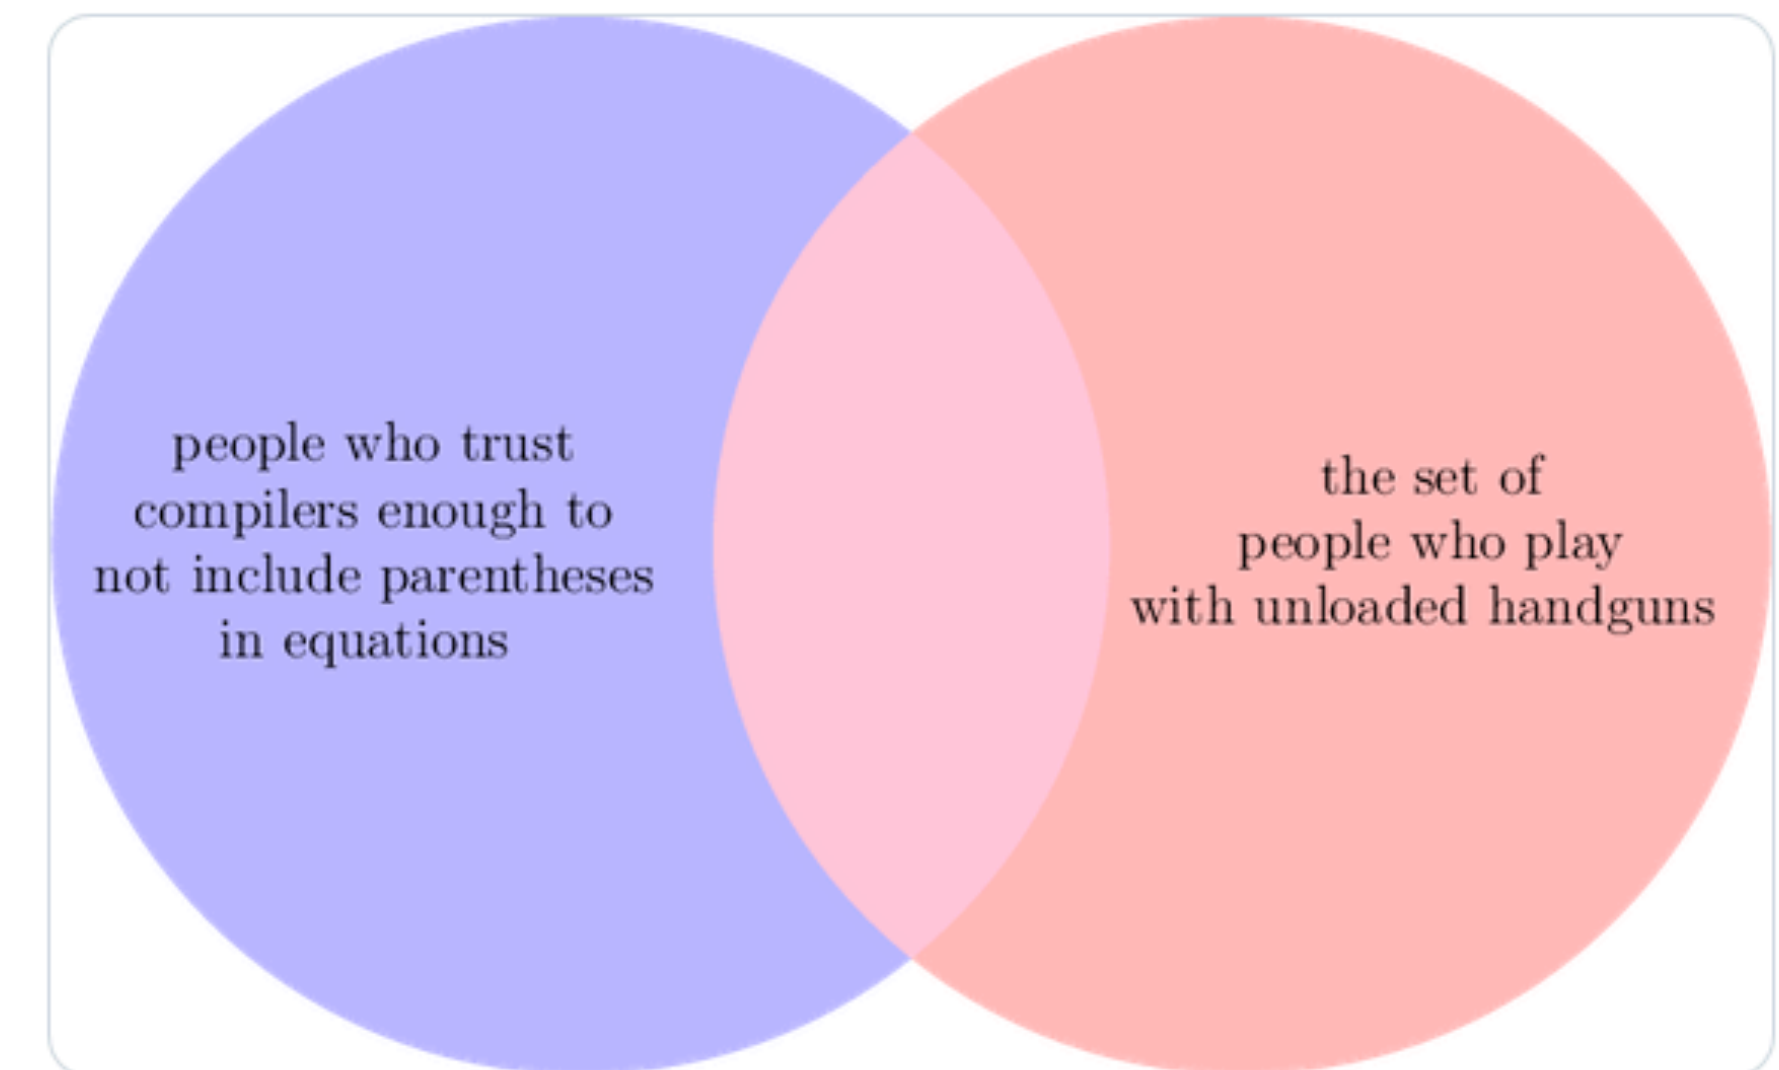 people who trust
compilers enough to
not include parentheses
in equations
the set of
people who play
with unloaded handguns